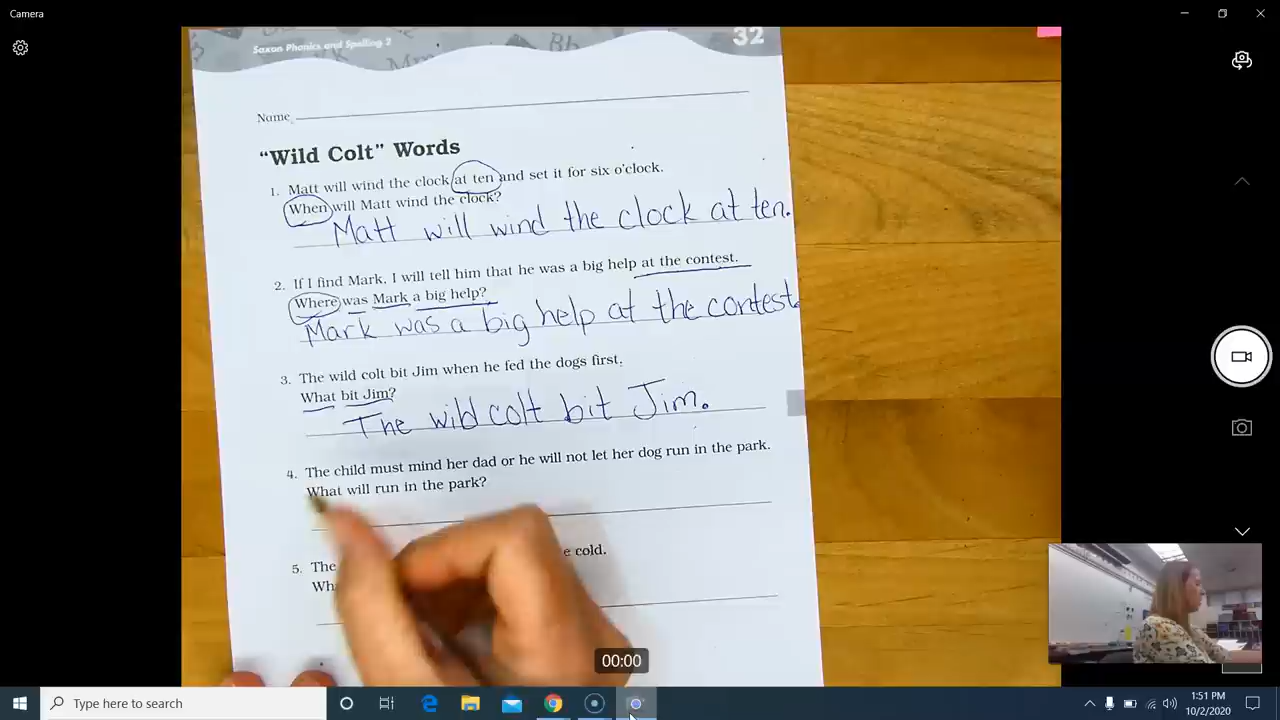 Camera
Saxon Phonics and Spelling 2
Bb
32
Name
"Wild Colt" Words
1. Matt will wind the clock at ten and set it for six o'clock.
When will Matt wind the clock?
Matt will wind the clock at ten.
2. If I find Mark, I will tell him that he was a big help at the contest.
Where was Mark a big help?
Mark was a big help at the contest.
3. The wild colt bit Jim when he fed the dogs first.
What bit Jim?
The wild colt bit Jim.
4. The child must mind her dad or he will not let her dog run in the park.
What will run in the park?
5. The
cold.
00:00
Type here to search
1:51 PM
10/2/2020